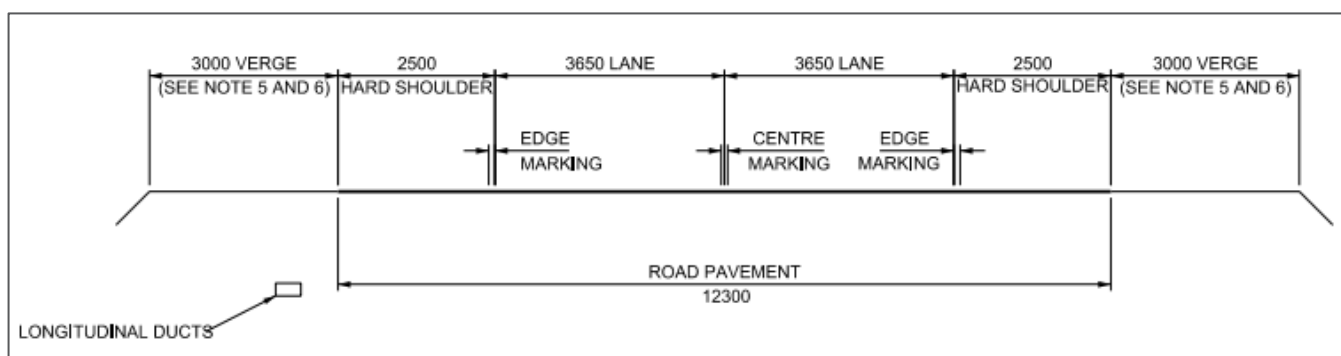 3000 VERGE
(SEE NOTE 5 AND 6)
2500
HARD SHOULDER
3650 LANE
3650 LANE
2500
HARD SHOULDER
3000 VERGE
(SEE NOTE 5 AND 6)
EDGE
MARKING
CENTRE
MARKING
EDGE
MARKING
ROAD PAVEMENT
12300
LONGITUDINAL DUCTS